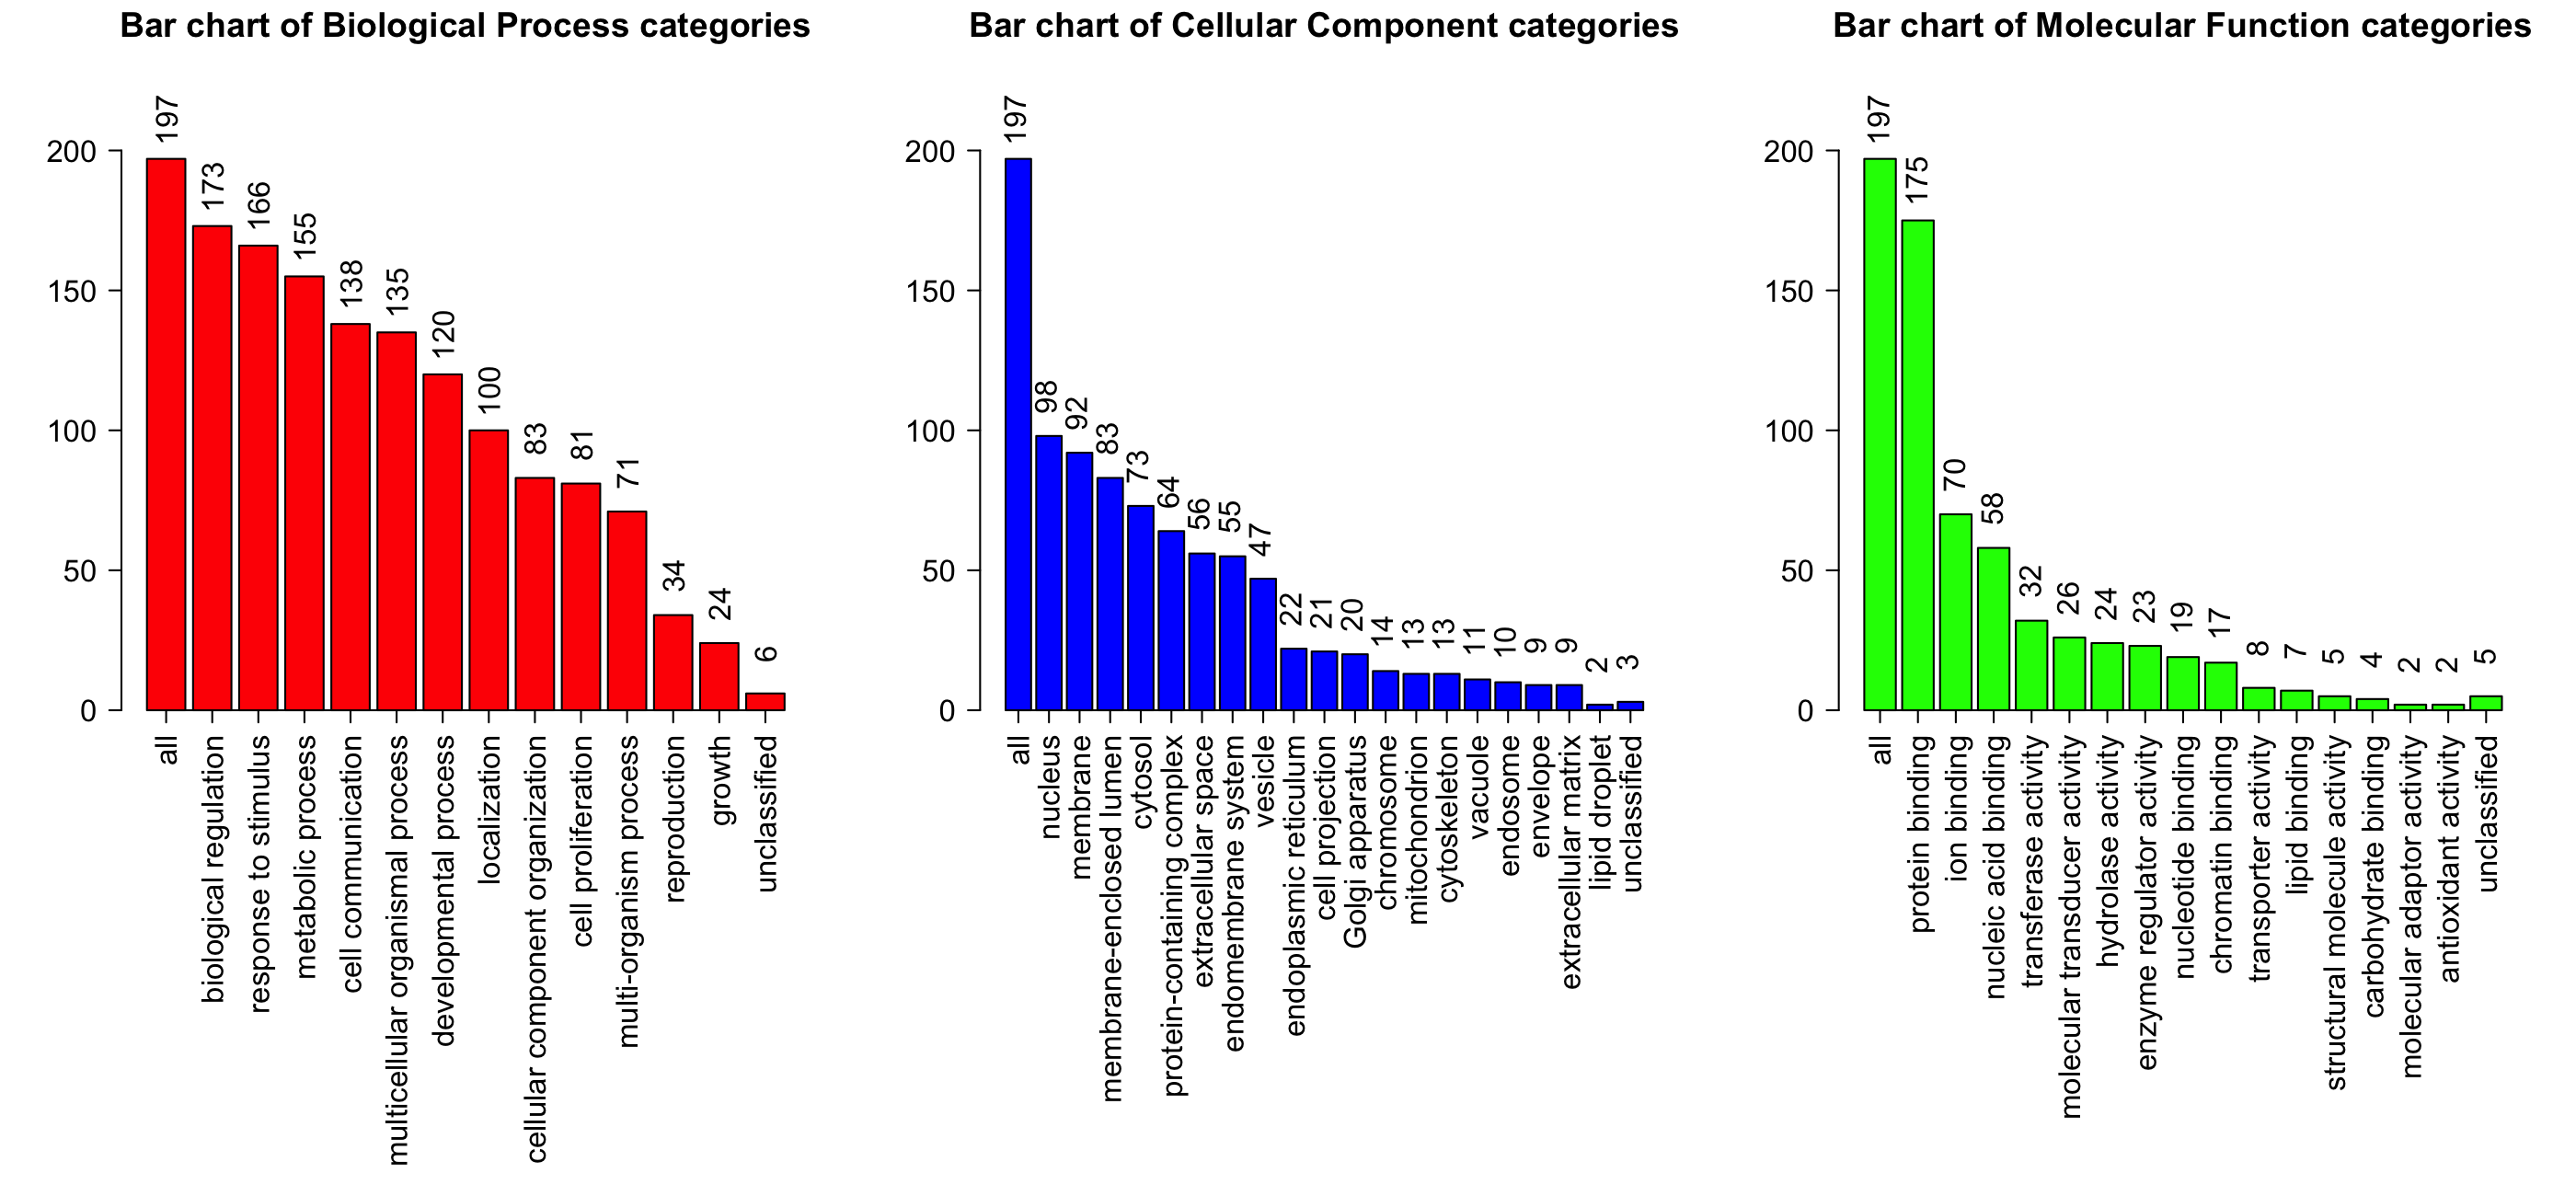 Bar chart of Biological Process categories
200
150
100
50
0
197
173
166
155
138
135
120
100
83
81
71
34
24
6
all
biological regulation
response to stimulus
metabolic process
cell communication
multicellular organismal process
developmental process
localization
cellular component organization
cell proliferation
multi-organism process
reproduction
growth
unclassified
Bar chart of Cellular Component categories
200
150
100
50
0
197
98
92
83
73
64
56
55
47
22
21
20
14
13
13
11
10
9
9
2
3
all
nucleus
membrane
membrane-enclosed lumen
cytosol
protein-containing complex
extracellular space
endomembrane system
vesicle
endoplasmic reticulum
cell projection
Golgi apparatus
chromosome
mitochondrion
cytoskeleton
vacuole
endosome
envelope
extracellular matrix
lipid droplet
unclassified
Bar chart of Molecular Function categories
200
150
100
50
0
197
175
70
58
32
26
24
23
19
17
8
7
5
4
2
2
5
all
protein binding
ion binding
nucleic acid binding
transferase activity
molecular transducer activity
hydrolase activity
enzyme regulator activity
nucleotide binding
chromatin binding
transporter activity
lipid binding
structural molecule activity
carbohydrate binding
molecular adaptor activity
antioxidant activity
unclassified